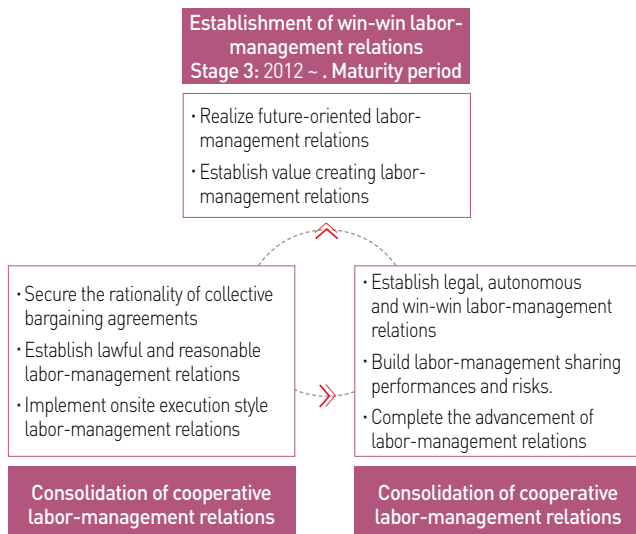 Establishment of win-win labor-
management relations
Stage 3: 2012 ~ . Maturity period
· Realize future-oriented labor-
management relations
· Establish value creating labor-
management relations
· Secure the rationality of collective
bargaining agreements
· Establish lawful and reasonable
labor-management relations
· Implement onsite execution style
labor-management relations
Consolidation of cooperative
labor-management relations
· Establish legal, autonomous
and win-win labor-management
relations
· Build labor-management sharing
performances and risks.
· Complete the advancement of
labor-management relations
Consolidation of cooperative
labor-management relations